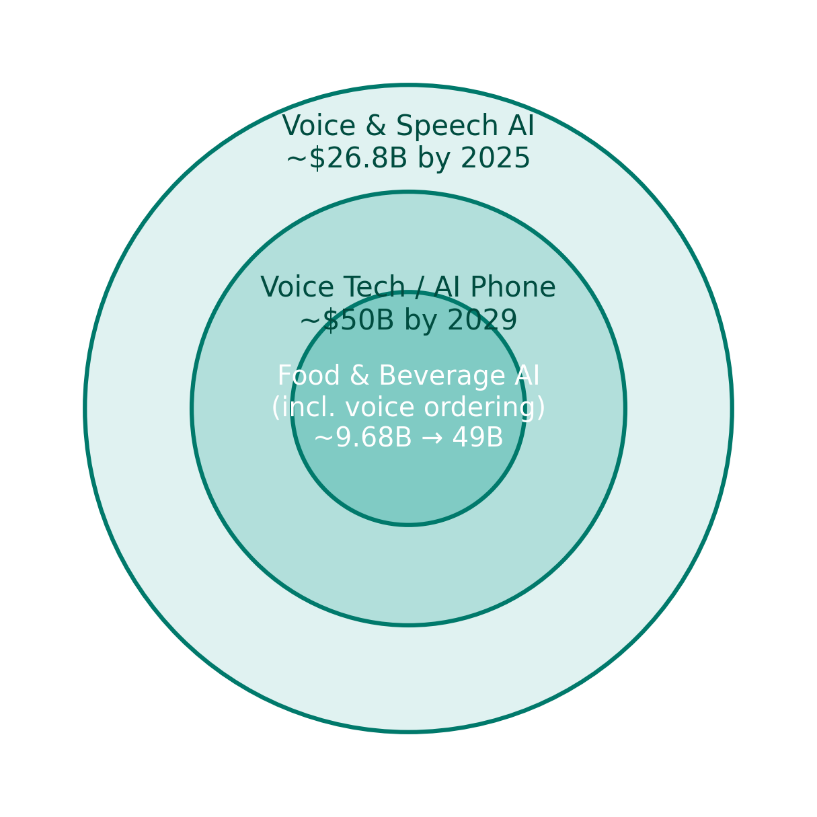 Voice & Speech AI
~$26.8B by 2025
Voice Tech / AI Phone
~$50B by 2029
Food & Beverage AI
(incl. voice ordering)
~9.68B → 49B